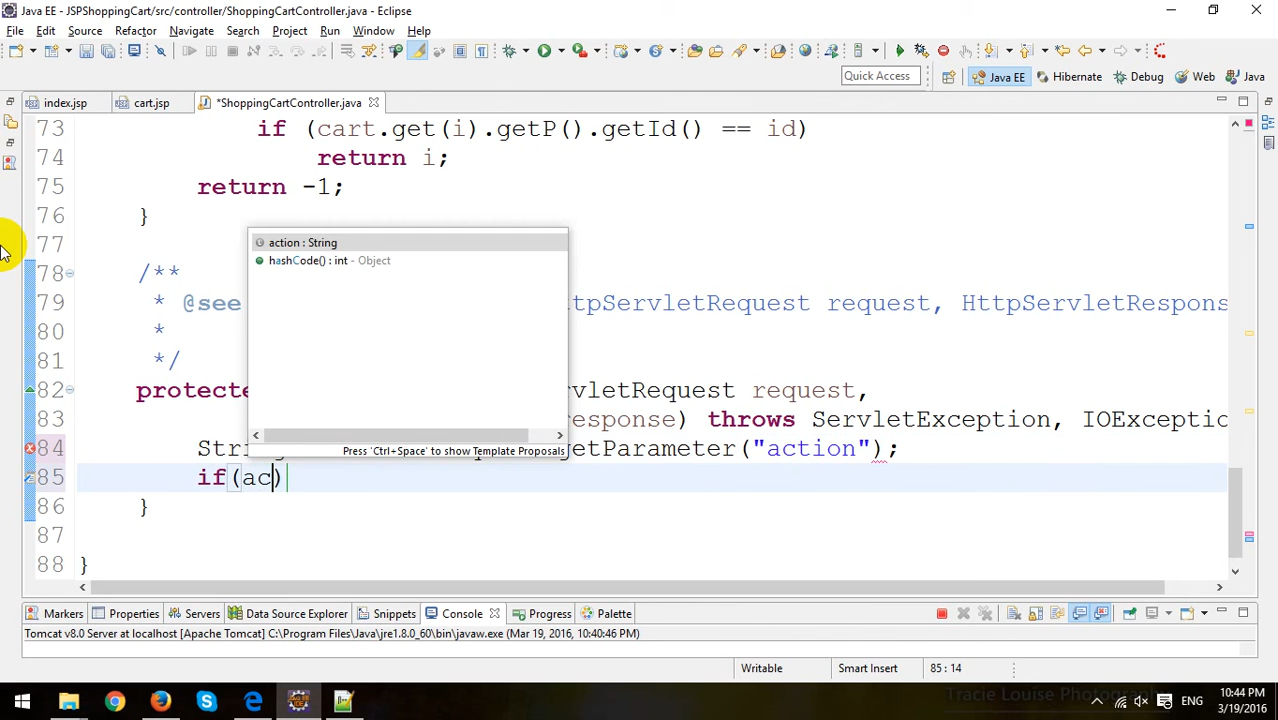 Java EE - JSPShoppingCart/src/controller/ShoppingCartController.java - Eclipse
File Edit Source Refactor Navigate Search Project Run Window Help
Quick Access
Java EE Hibernate Debug Web Java
index.jsp cart.jsp *ShoppingCartController.java
73 if (cart.get(i).getP().getId() == id)
74 return i;
75 return -1;
76 }
77
78 /**
79 * @see ttpServletRequest request, HttpServletRespons
80 *
81 */
82 protecte rvletRequest request,
83 response) throws ServletException, IOException
84 Stri getParameter("action");
85 if(ac)
86 }
87
88 }
action : String
hashCode() : int - Object
Press 'Ctrl+Space' to show Template Proposals
Markers Properties Servers Data Source Explorer Snippets Console Progress Palette
Tomcat v8.0 Server at localhost [Apache Tomcat] C:\Program Files\Java\jre1.8.0_60\bin\javaw.exe (Mar 19, 2016, 10:40:46 PM)
Writable Smart Insert 85 : 14
Tracie Louise Photography
ENG
10:44 PM
3/19/2016